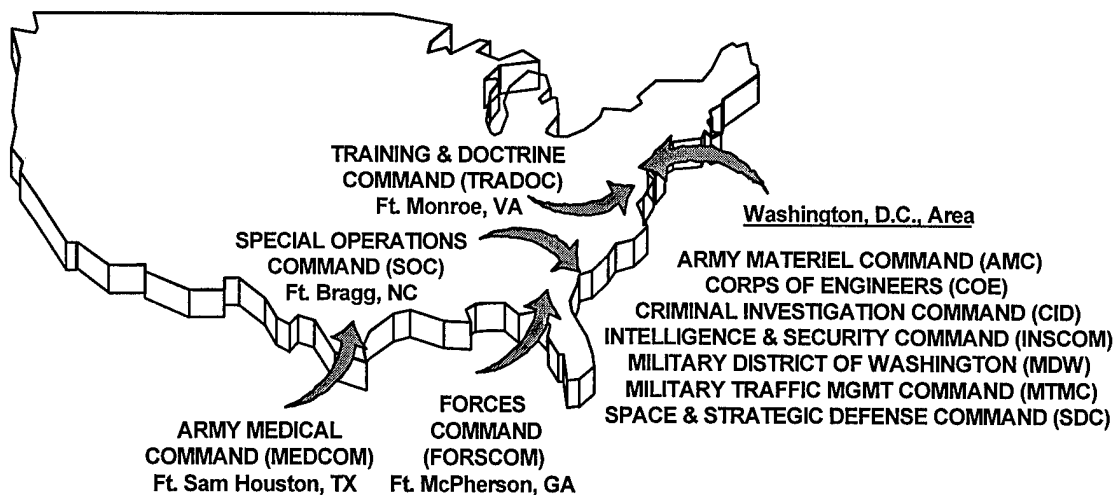 TRAINING & DOCTRINE
COMMAND (TRADOC)
Ft. Monroe, VA
SPECIAL OPERATIONS
COMMAND (SOC)
Ft. Bragg, NC
Washington, D.C., Area
ARMY MATERIEL COMMAND (AMC)
CORPS OF ENGINEERS (COE)
CRIMINAL INVESTIGATION COMMAND (CID)
INTELLIGENCE & SECURITY COMMAND (INSCOM)
MILITARY DISTRICT OF WASHINGTON (MDW)
MILITARY TRAFFIC MGMT COMMAND (MTMC)
SPACE & STRATEGIC DEFENSE COMMAND (SDC)
ARMY MEDICAL
COMMAND (MEDCOM)
Ft. Sam Houston, TX
FORCES
COMMAND
(FORSCOM)
Ft. McPherson, GA